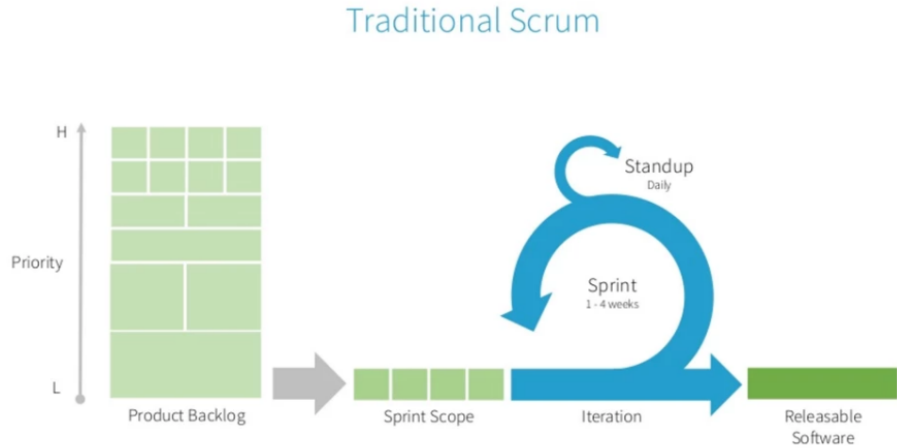 Traditional Scrum
H
Priority
L
Product Backlog
Sprint Scope
Standup
Daily
Sprint
1 - 4 weeks
Iteration
Releasable
Software